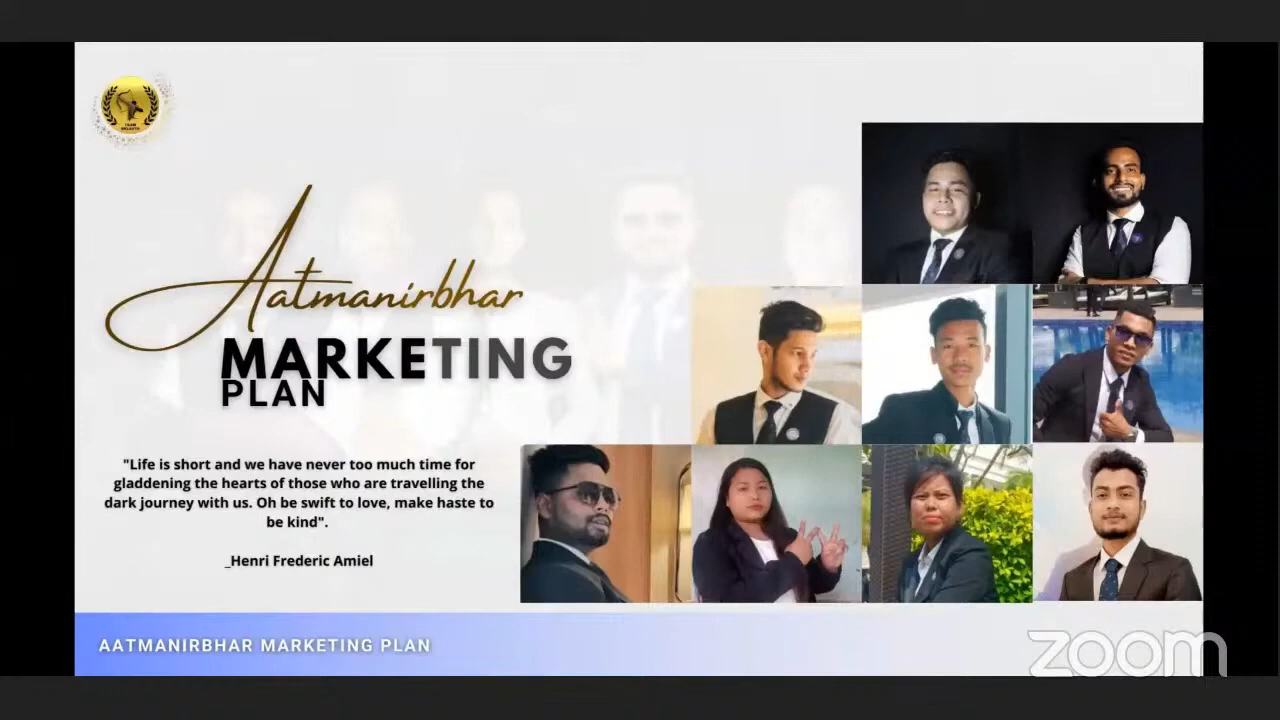 Aatmanirbhar
MARKETING
PLAN
"Life is short and we have never too much time for
gladdening the hearts of those who are travelling the
dark journey with us. Oh be swift to love, make haste to
be kind".
_Henri Frederic Amiel
AATMANIRBHAR MARKETING PLAN
zoom